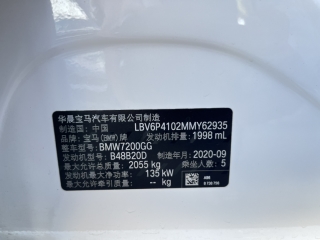 华晨宝马汽车有限公司制造
制造国: 中国 LBV6P4102MMY62935
品牌: 宝马(BMW)牌 发动机排量: 1998 mL
整车型号: BMW7200GG
发动机型号: B48B20D 制造年月: 2020-09
最大允许总质量: 2055 kg 乘坐人数: 5
最大净功率: 135 kW
最大允许牵引质量: - kg